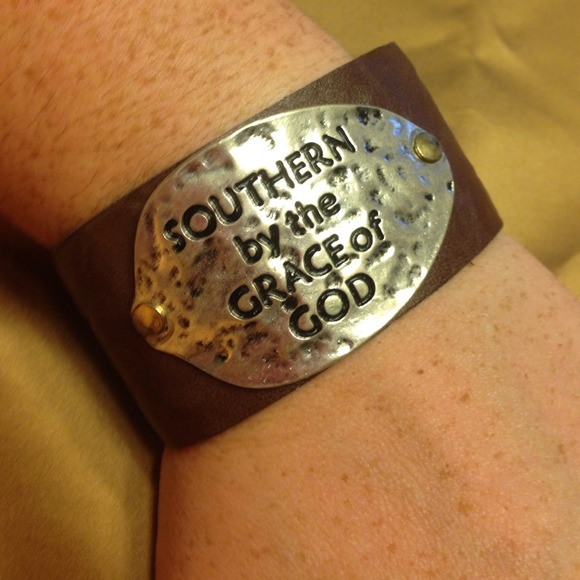 SOUTHERN
by the
GRACE of
GOD